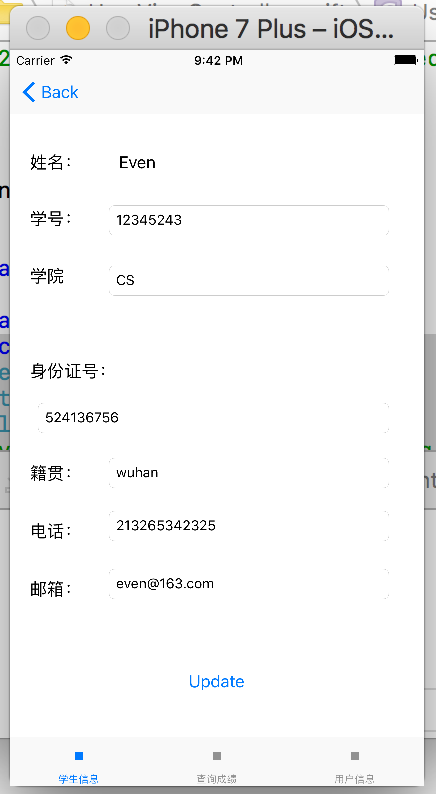 iPhone 7 Plus – iOS...
Carrier 9:42 PM
Back
姓名： Even
学号： 12345243
学院 CS
身份证号：
524136756
籍贯： wuhan
电话： 213265342325
邮箱： even@163.com
Update
学生信息 查询成绩 用户信息